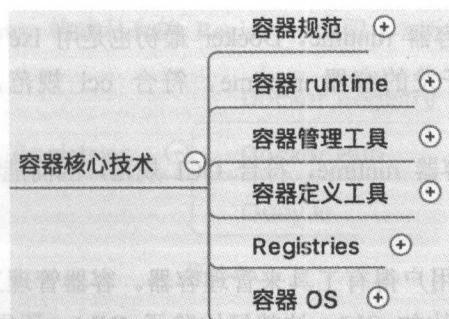 容器规范
容器 runtime
容器管理工具
容器核心技术
容器定义工具
Registries
容器 OS